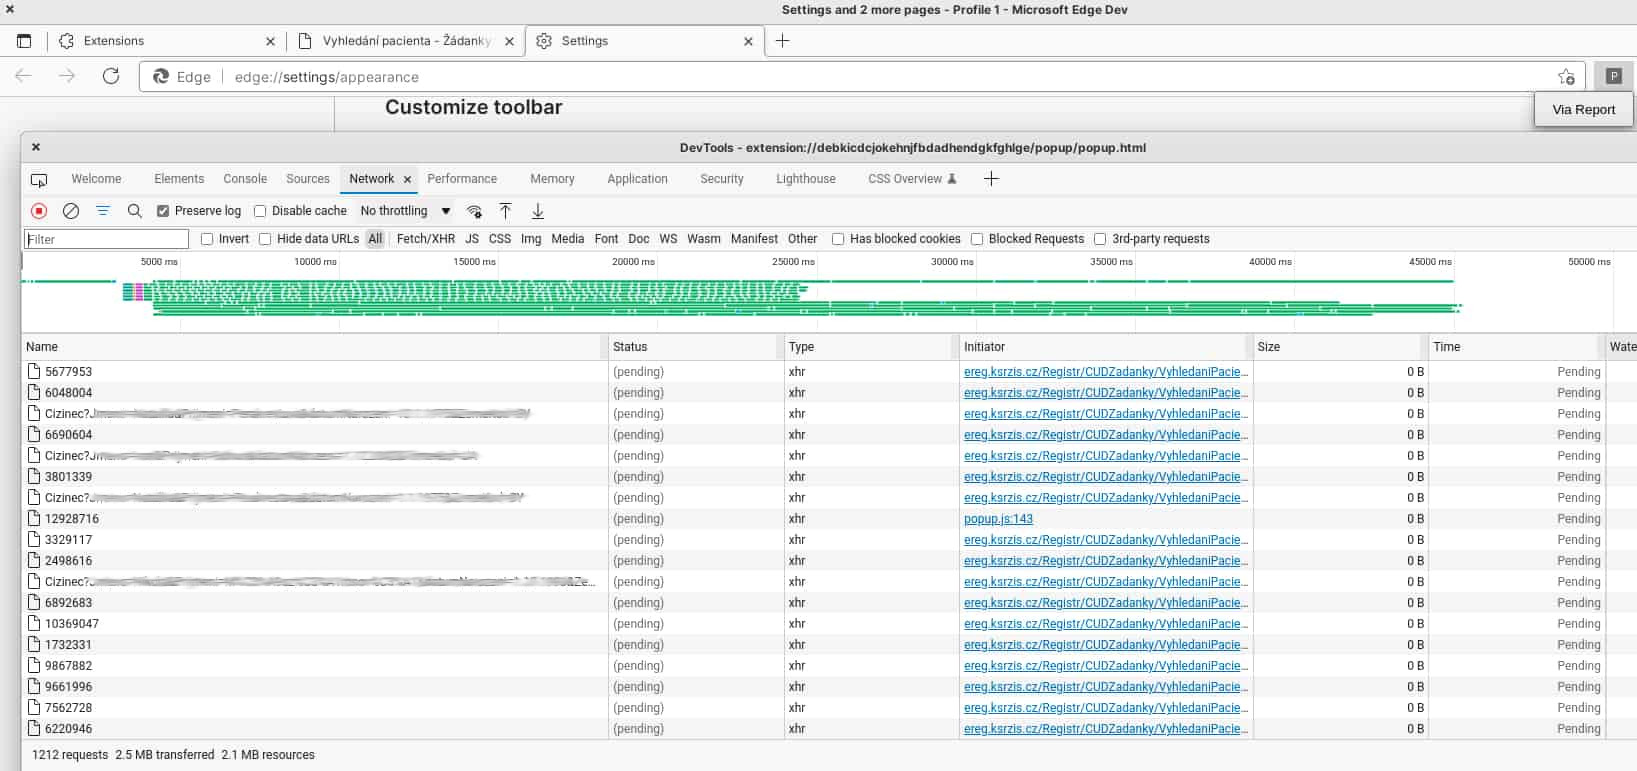 Settings and 2 more pages - Profile 1 - Microsoft Edge Dev
Extensions
Vyhledání pacienta - Žádanky
Settings
Edge
edge://settings/appearance
P
Customize toolbar
Via Report
DevTools - extension://debkicdcjokehnjfbdadhendgkfghlge/popup/popup.html
Welcome Elements Console Sources Network Performance Memory Application Security Lighthouse CSS Overview
Preserve log Disable cache No throttling
Filter Invert Hide data URLs All Fetch/XHR JS CSS Img Media Font Doc WS Wasm Manifest Other Has blocked cookies Blocked Requests 3rd-party requests
5000 ms 10000 ms 15000 ms 20000 ms 25000 ms 30000 ms 35000 ms 40000 ms 45000 ms 50000 ms
Name Status Type Initiator Size Time Wate
5677953 (pending) xhr ereg.ksrzis.cz/Registr/CUDZadanky/VyhledaniPacie… 0 B Pending
6048004 (pending) xhr ereg.ksrzis.cz/Registr/CUDZadanky/VyhledaniPacie… 0 B Pending
Cizinec? (pending) xhr ereg.ksrzis.cz/Registr/CUDZadanky/VyhledaniPacie… 0 B Pending
6690604 (pending) xhr ereg.ksrzis.cz/Registr/CUDZadanky/VyhledaniPacie… 0 B Pending
Cizinec? (pending) xhr ereg.ksrzis.cz/Registr/CUDZadanky/VyhledaniPacie… 0 B Pending
3801339 (pending) xhr ereg.ksrzis.cz/Registr/CUDZadanky/VyhledaniPacie… 0 B Pending
Cizinec? (pending) xhr ereg.ksrzis.cz/Registr/CUDZadanky/VyhledaniPacie… 0 B Pending
12928716 (pending) xhr popup.js:143 0 B Pending
3329117 (pending) xhr ereg.ksrzis.cz/Registr/CUDZadanky/VyhledaniPacie… 0 B Pending
2498616 (pending) xhr ereg.ksrzis.cz/Registr/CUDZadanky/VyhledaniPacie… 0 B Pending
Cizinec? (pending) xhr ereg.ksrzis.cz/Registr/CUDZadanky/VyhledaniPacie… 0 B Pending
6892683 (pending) xhr ereg.ksrzis.cz/Registr/CUDZadanky/VyhledaniPacie… 0 B Pending
10369047 (pending) xhr ereg.ksrzis.cz/Registr/CUDZadanky/VyhledaniPacie… 0 B Pending
1732331 (pending) xhr ereg.ksrzis.cz/Registr/CUDZadanky/VyhledaniPacie… 0 B Pending
9867882 (pending) xhr ereg.ksrzis.cz/Registr/CUDZadanky/VyhledaniPacie… 0 B Pending
9661996 (pending) xhr ereg.ksrzis.cz/Registr/CUDZadanky/VyhledaniPacie… 0 B Pending
7562728 (pending) xhr ereg.ksrzis.cz/Registr/CUDZadanky/VyhledaniPacie… 0 B Pending
6220946 (pending) xhr ereg.ksrzis.cz/Registr/CUDZadanky/VyhledaniPacie… 0 B Pending
1212 requests 2.5 MB transferred 2.1 MB resources